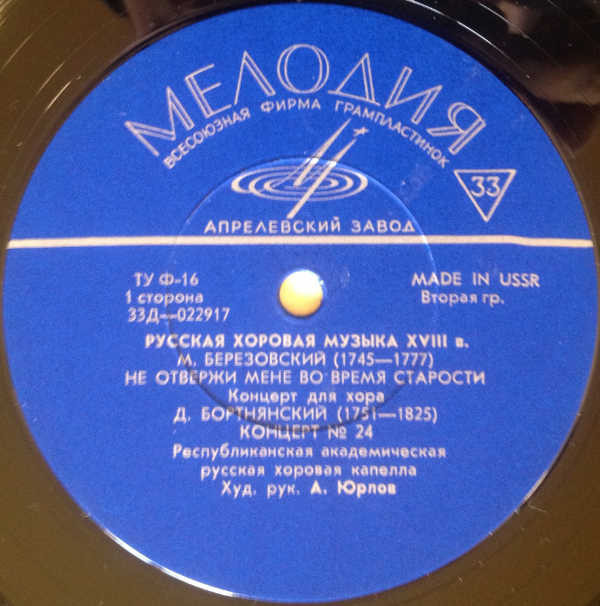 МЕЛОДИЯ
ВСЕСОЮЗНАЯ ФИРМА ГРАМПЛАСТИНОК
33
АПРЕЛЕВСКИЙ ЗАВОД
ТУ Ф-16
MADE IN USSR
1 сторона
Вторая гр.
33Д—022917
РУССКАЯ ХОРОВАЯ МУЗЫКА XVIII в.
М. БЕРЕЗОВСКИЙ (1745—1777)
НЕ ОТВЕРЖИ МЕНЕ ВО ВРЕМЯ СТАРОСТИ
Концерт для хора
Д. БОРТНЯНСКИЙ (1751—1825)
КОНЦЕРТ № 24
Республиканская академическая
русская хоровая капелла
Худ. рук. А. Юрлов